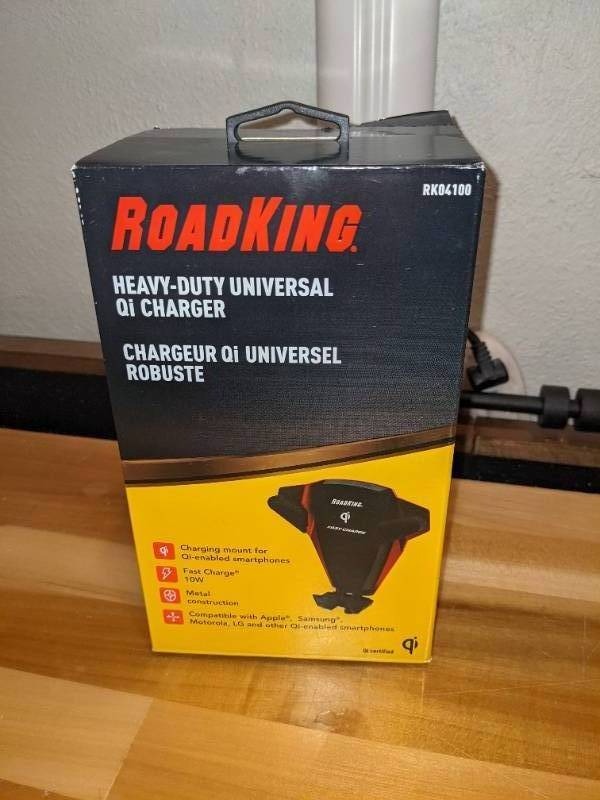 RK04100
ROADKING.
HEAVY-DUTY UNIVERSAL
Qi CHARGER
CHARGEUR Qi UNIVERSEL
ROBUSTE
ROADKING.
qi
FAST CHARGE
Charging mount for
Qi-enabled smartphones
Fast Charge*
10W
Metal
construction
Compatible with Apple®, Samsung®,
Motorola, LG and other Qi-enabled smartphones
Qi certified